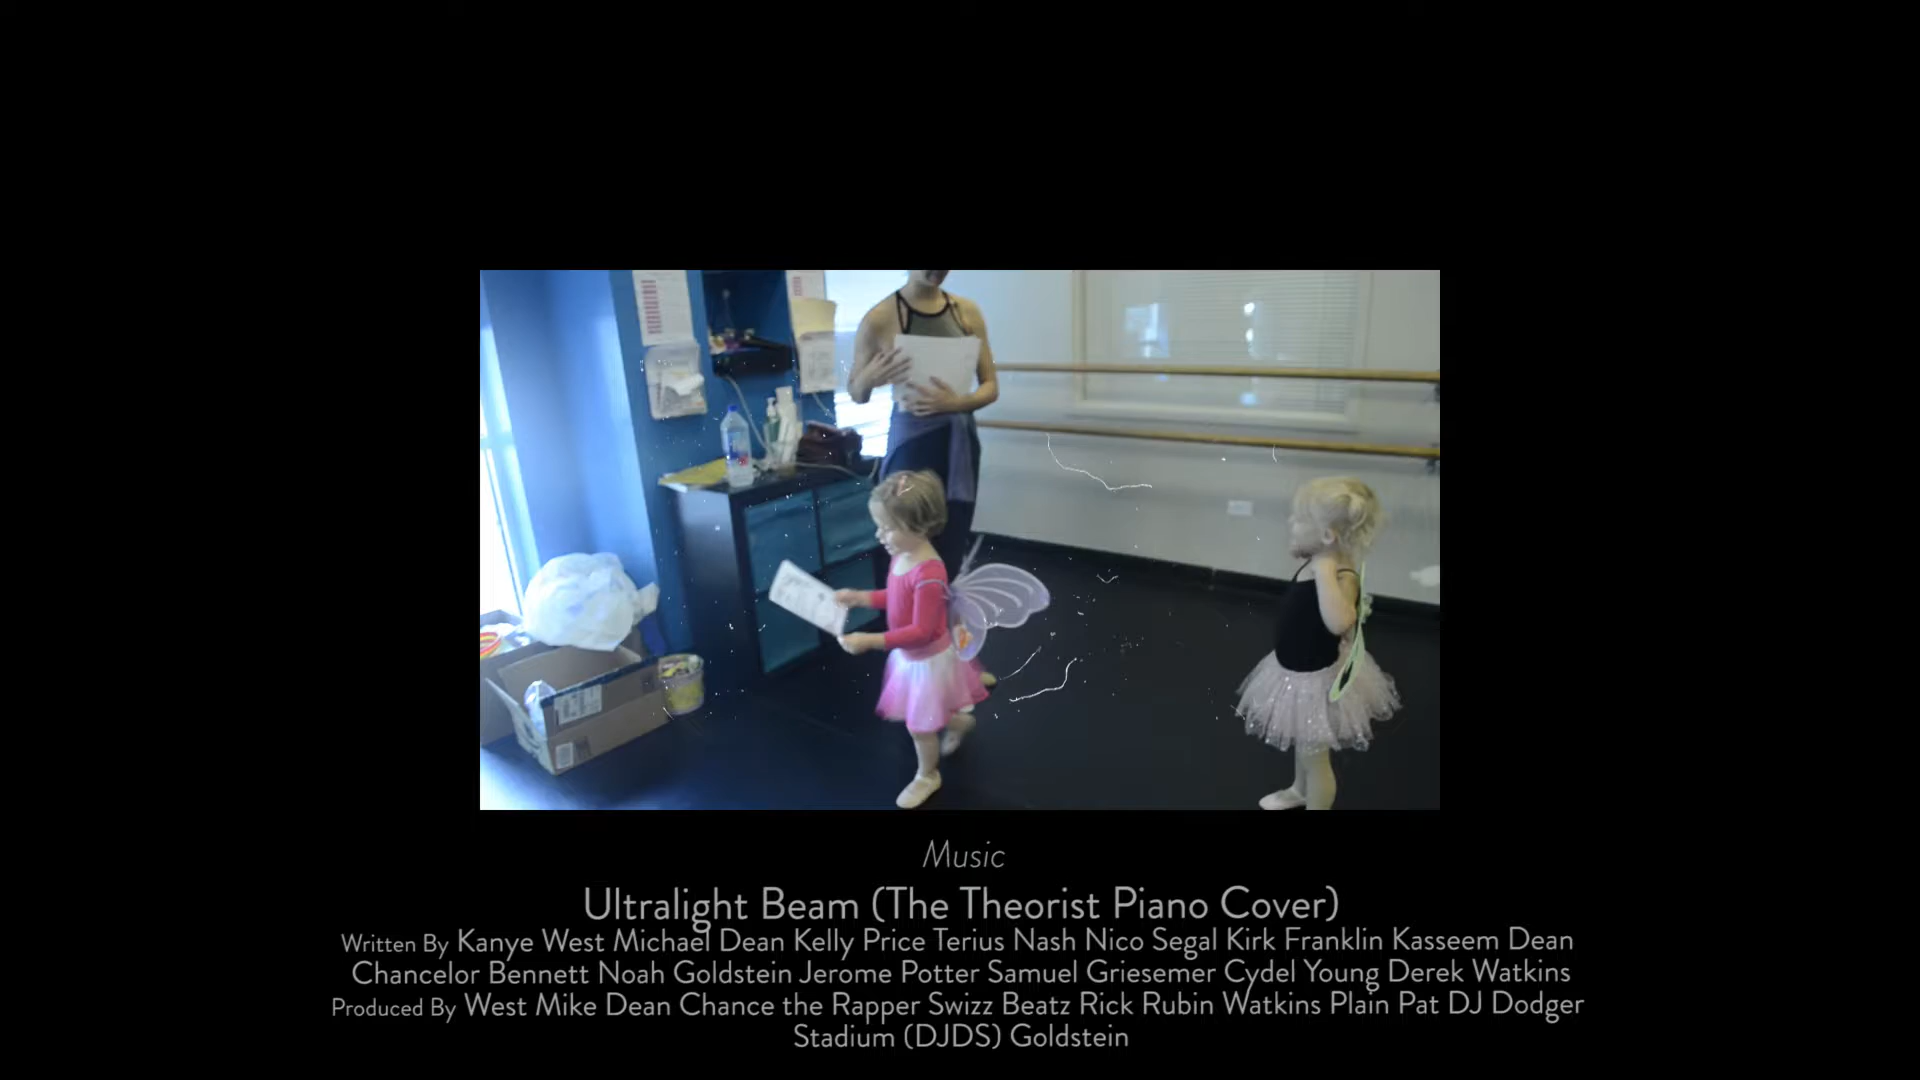 Music
Ultralight Beam (The Theorist Piano Cover)
Written By Kanye West Michael Dean Kelly Price Terius Nash Nico Segal Kirk Franklin Kasseem Dean
Chancelor Bennett Noah Goldstein Jerome Potter Samuel Griesemer Cydel Young Derek Watkins
Produced By West Mike Dean Chance the Rapper Swizz Beatz Rick Rubin Watkins Plain Pat DJ Dodger
Stadium (DJDS) Goldstein